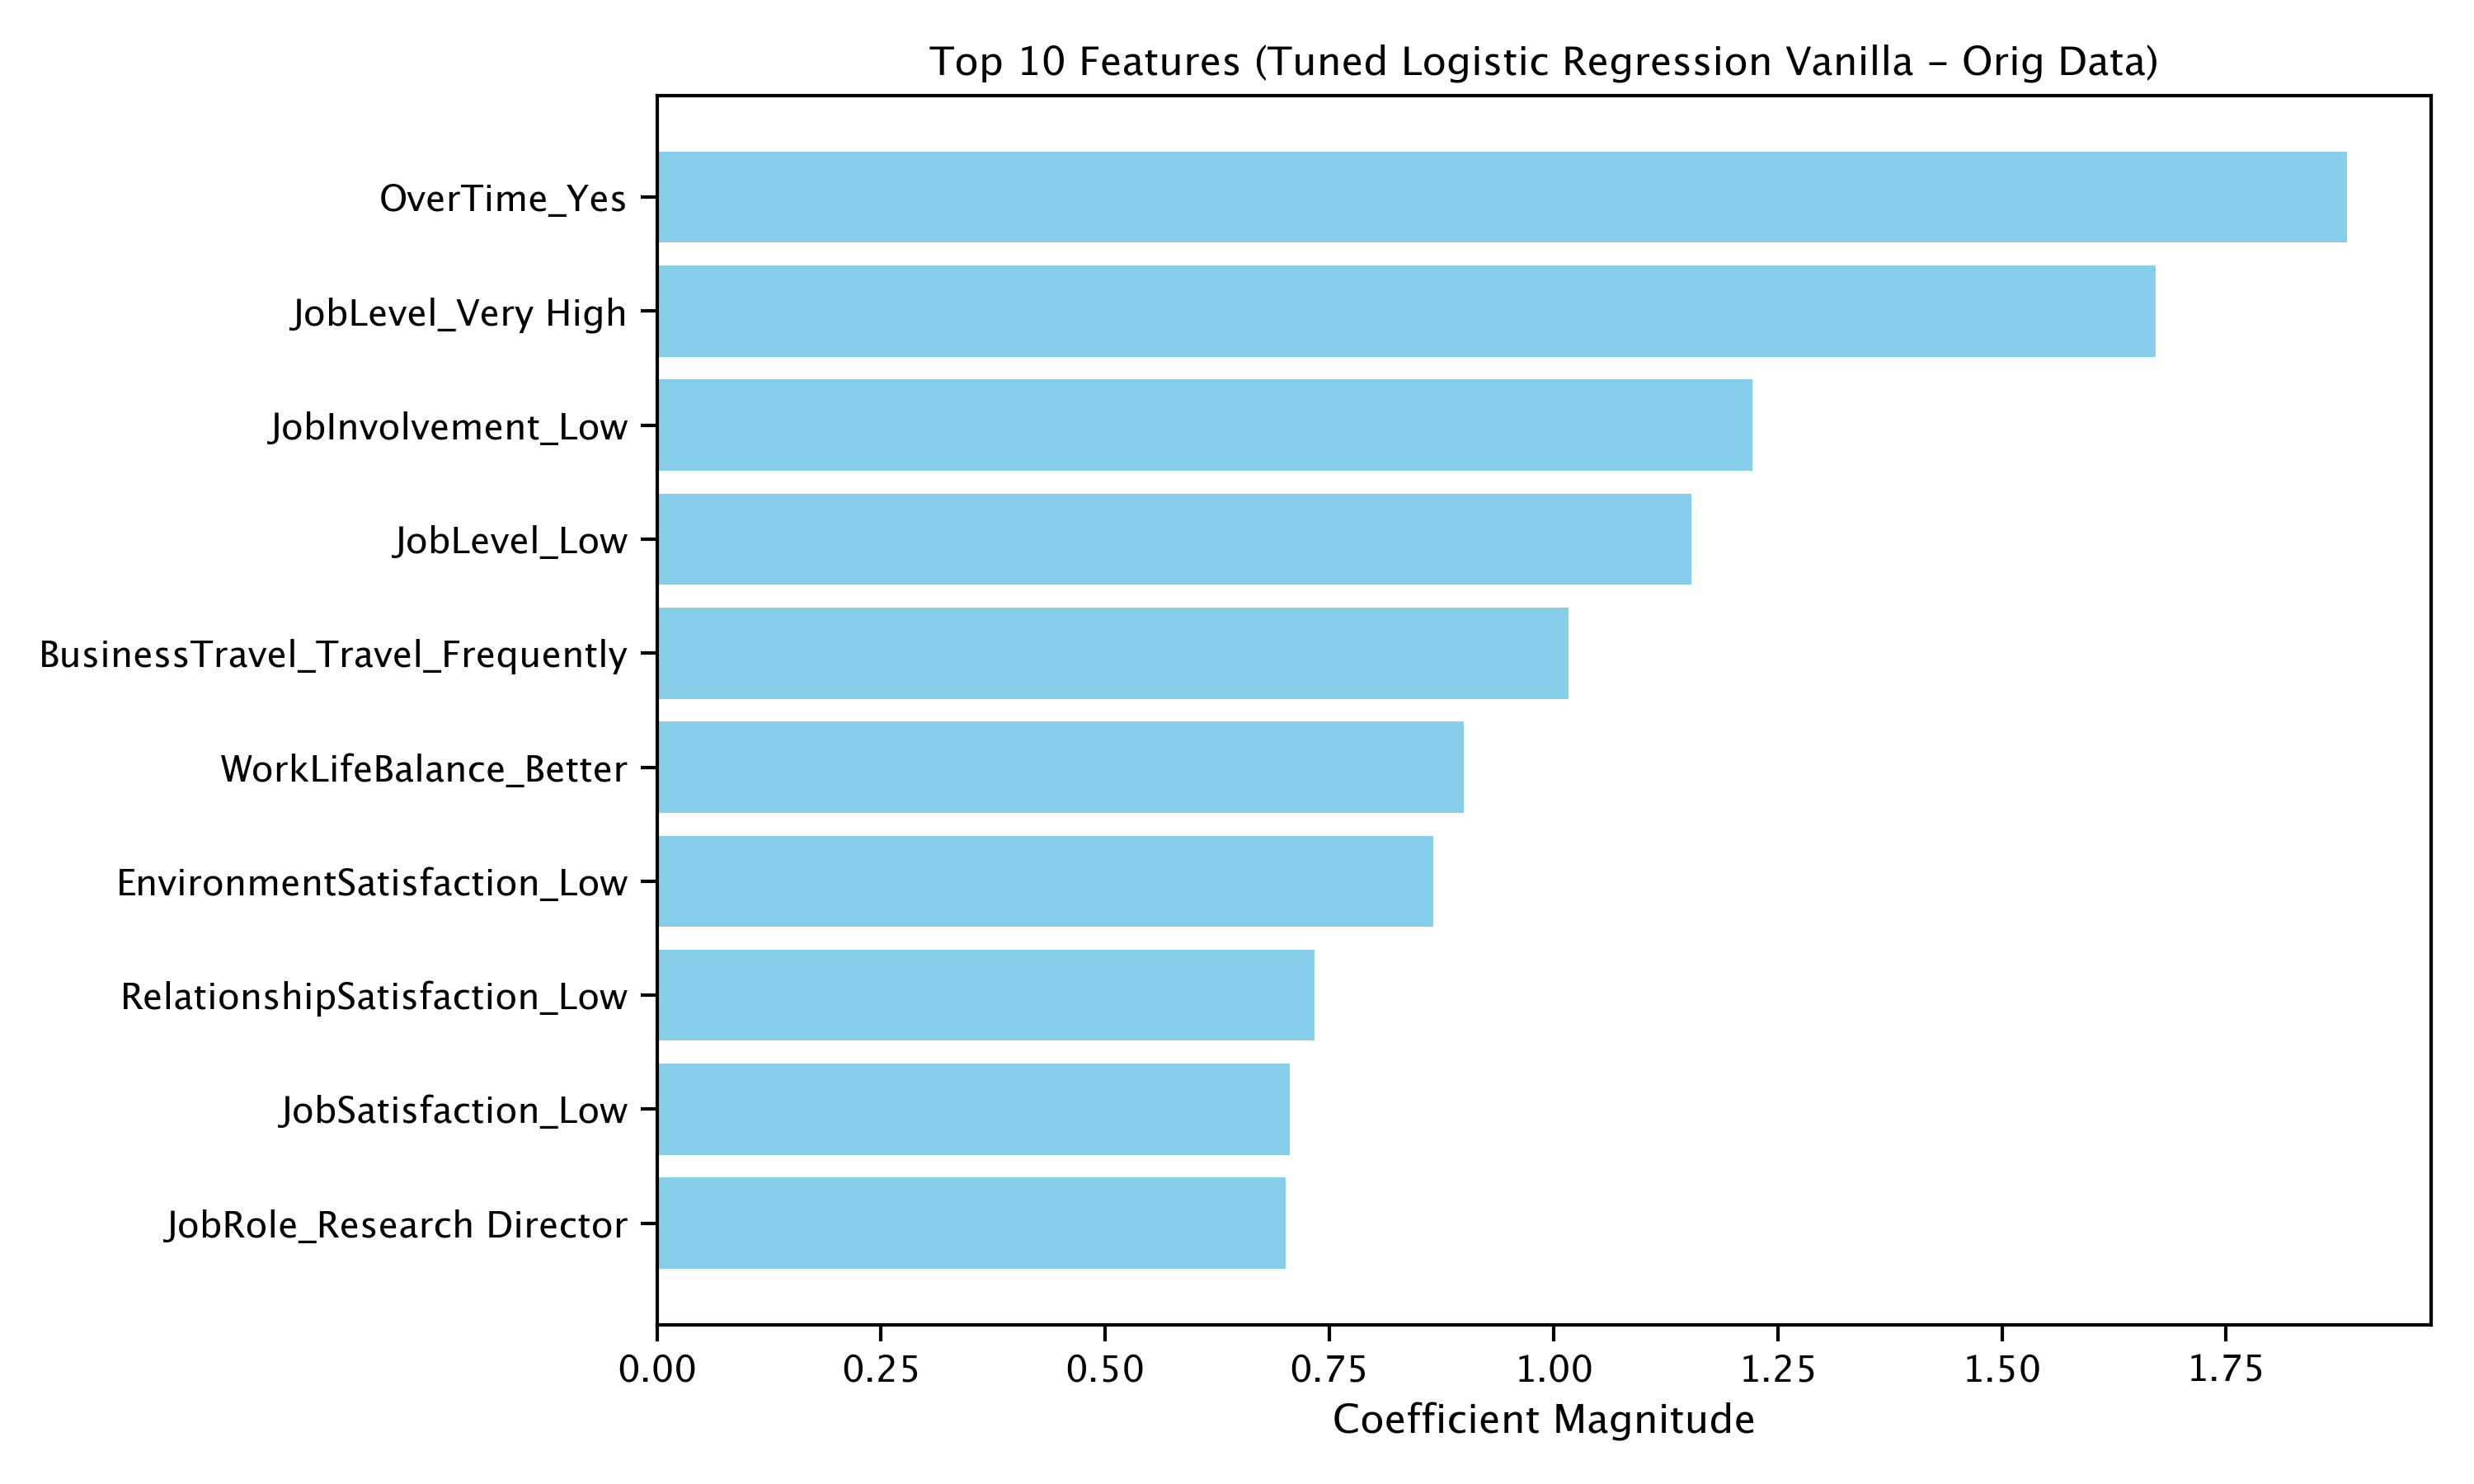 Top 10 Features (Tuned Logistic Regression Vanilla - Orig Data)
OverTime_Yes
JobLevel_Very High
JobInvolvement_Low
JobLevel_Low
BusinessTravel_Travel_Frequently
WorkLifeBalance_Better
EnvironmentSatisfaction_Low
RelationshipSatisfaction_Low
JobSatisfaction_Low
JobRole_Research Director
0.00 0.25 0.50 0.75 1.00 1.25 1.50 1.75
Coefficient Magnitude